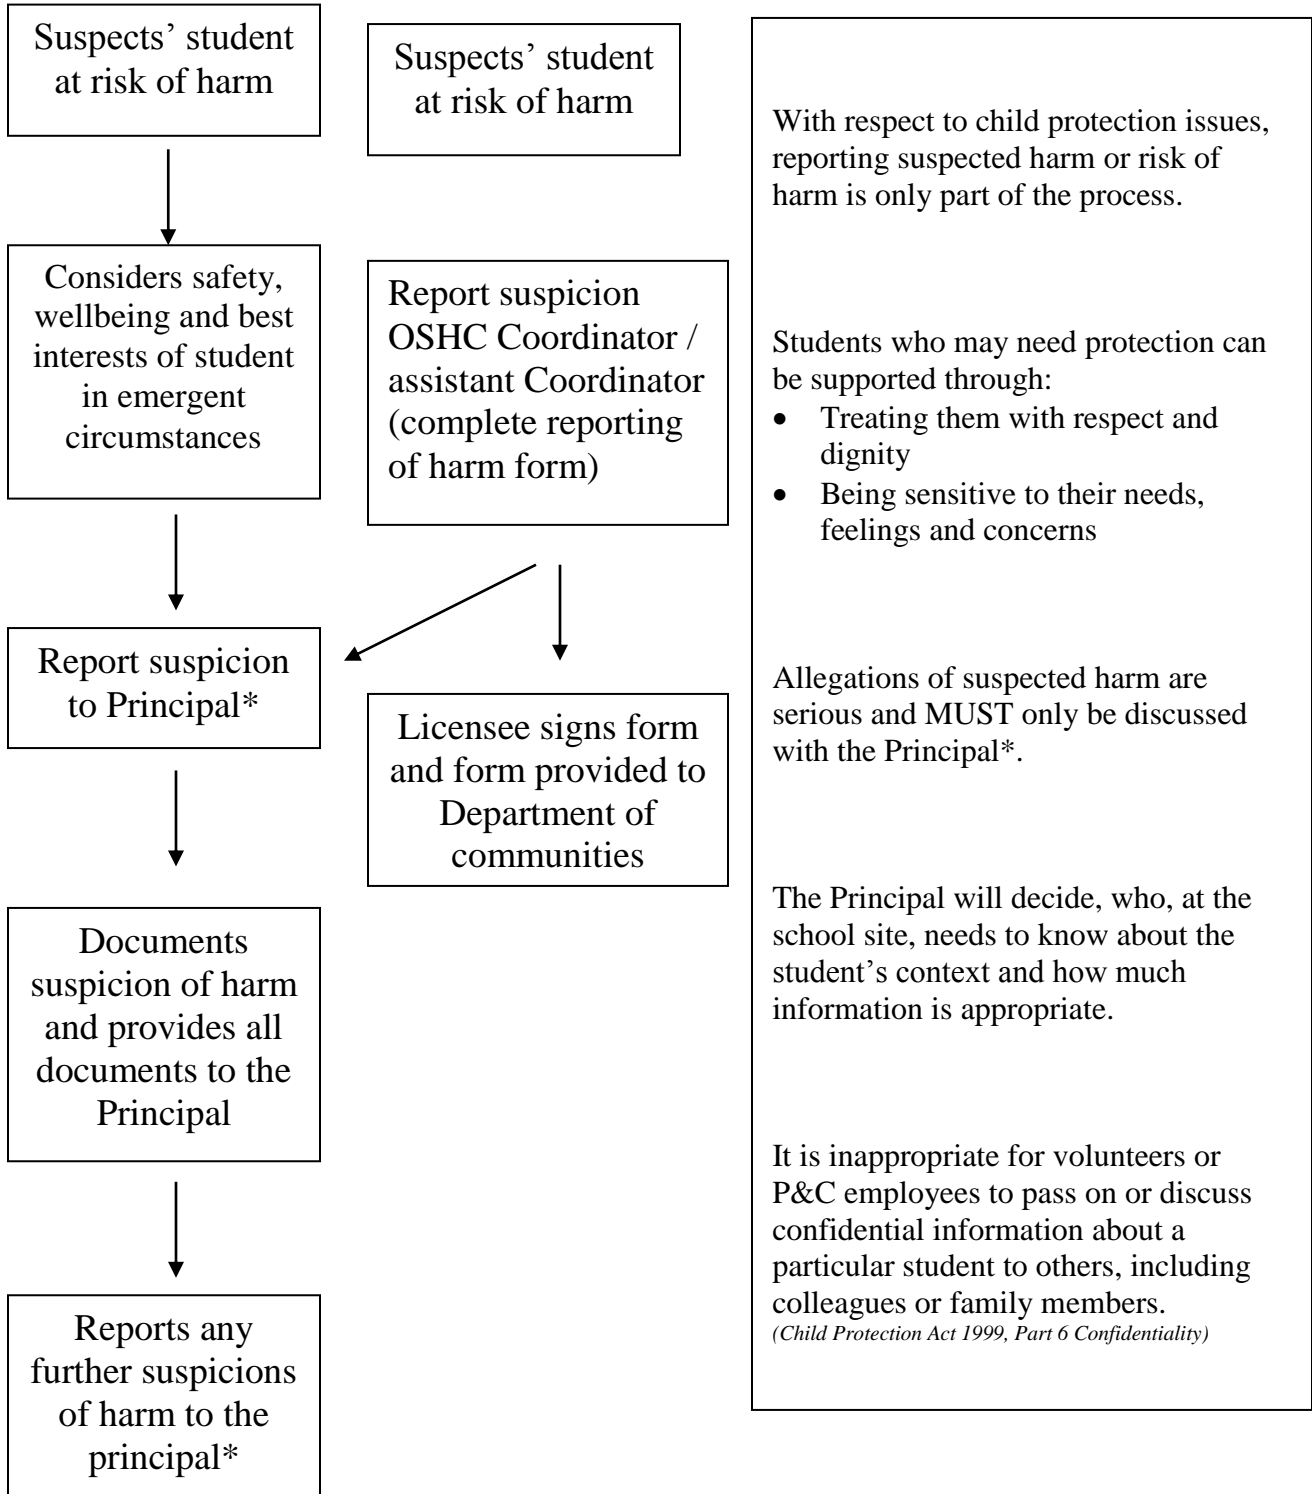 Suspects’ student
at risk of harm
Considers safety,
wellbeing and best
interests of student
in emergent
circumstances
Report suspicion
to Principal*
Documents
suspicion of harm
and provides all
documents to the
Principal
Reports any
further suspicions
of harm to the
principal*
Suspects’ student
at risk of harm
Report suspicion
OSHC Coordinator /
assistant Coordinator
(complete reporting
of harm form)
Licensee signs form
and form provided to
Department of
communities
With respect to child protection issues,
reporting suspected harm or risk of
harm is only part of the process.
Students who may need protection can
be supported through:
• Treating them with respect and
dignity
• Being sensitive to their needs,
feelings and concerns
Allegations of suspected harm are
serious and MUST only be discussed
with the Principal*.
The Principal will decide, who, at the
school site, needs to know about the
student’s context and how much
information is appropriate.
It is inappropriate for volunteers or
P&C employees to pass on or discuss
confidential information about a
particular student to others, including
colleagues or family members.
(Child Protection Act 1999, Part 6 Confidentiality)